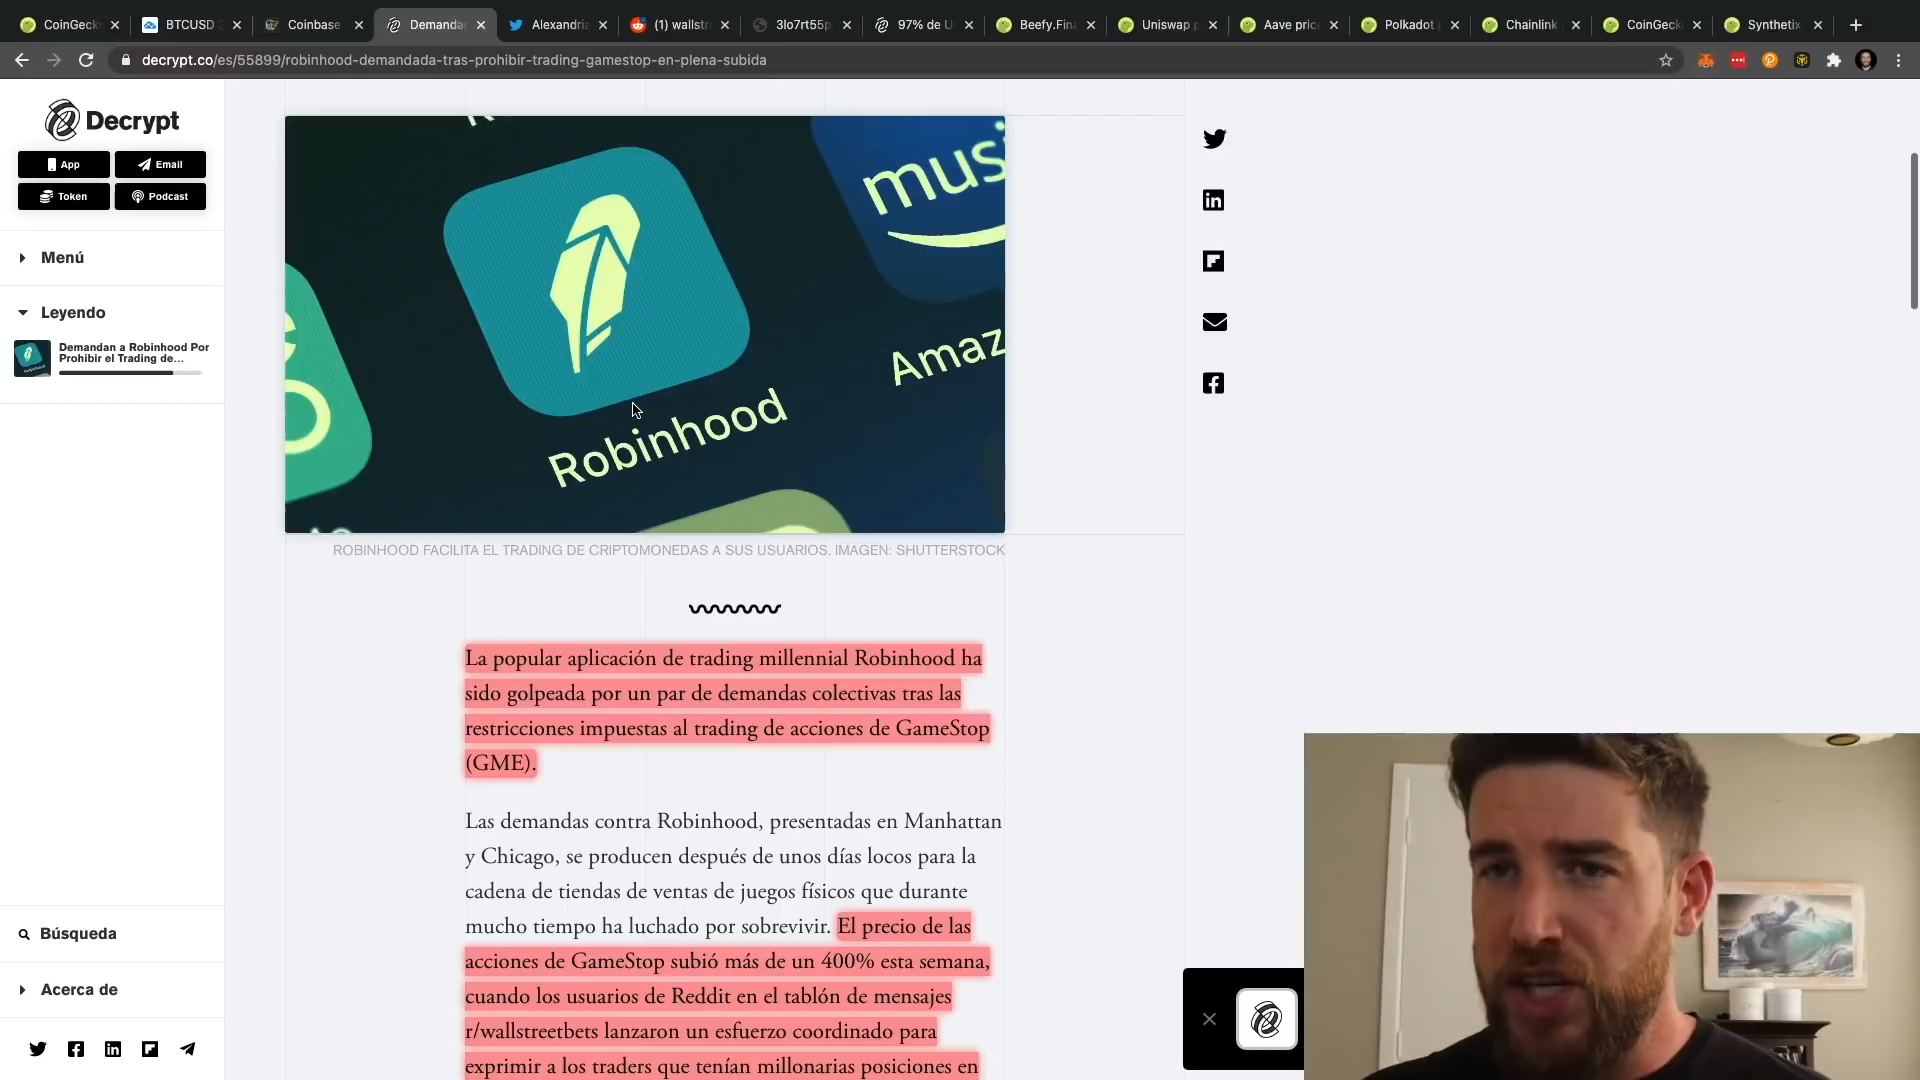 CoinGeck
BTCUSD
Coinbase
Demanda
Alexandria
(1) wallstr
3lo7rt55p
97% de U
Beefy.Fin
Uniswap p
Aave pric
Polkadot
Chainlink
CoinGeck
Synthetix
decrypt.co/es/55899/robinhood-demandada-tras-prohibir-trading-gamestop-en-plena-subida
Decrypt
App
Email
Token
Podcast
Menú
Leyendo
Demandan a Robinhood Por
Prohibir el Trading de...
Búsqueda
Acerca de
musi
Amaz
Robinhood
ROBINHOOD FACILITA EL TRADING DE CRIPTOMONEDAS A SUS USUARIOS. IMAGEN: SHUTTERSTOCK
La popular aplicación de trading millennial Robinhood ha
sido golpeada por un par de demandas colectivas tras las
restricciones impuestas al trading de acciones de GameStop
(GME).
Las demandas contra Robinhood, presentadas en Manhattan
y Chicago, se producen después de unos días locos para la
cadena de tiendas de ventas de juegos físicos que durante
mucho tiempo ha luchado por sobrevivir. El precio de las
acciones de GameStop subió más de un 400% esta semana,
cuando los usuarios de Reddit en el tablón de mensajes
r/wallstreetbets lanzaron un esfuerzo coordinado para
exprimir a los traders que tenían millonarias posiciones en